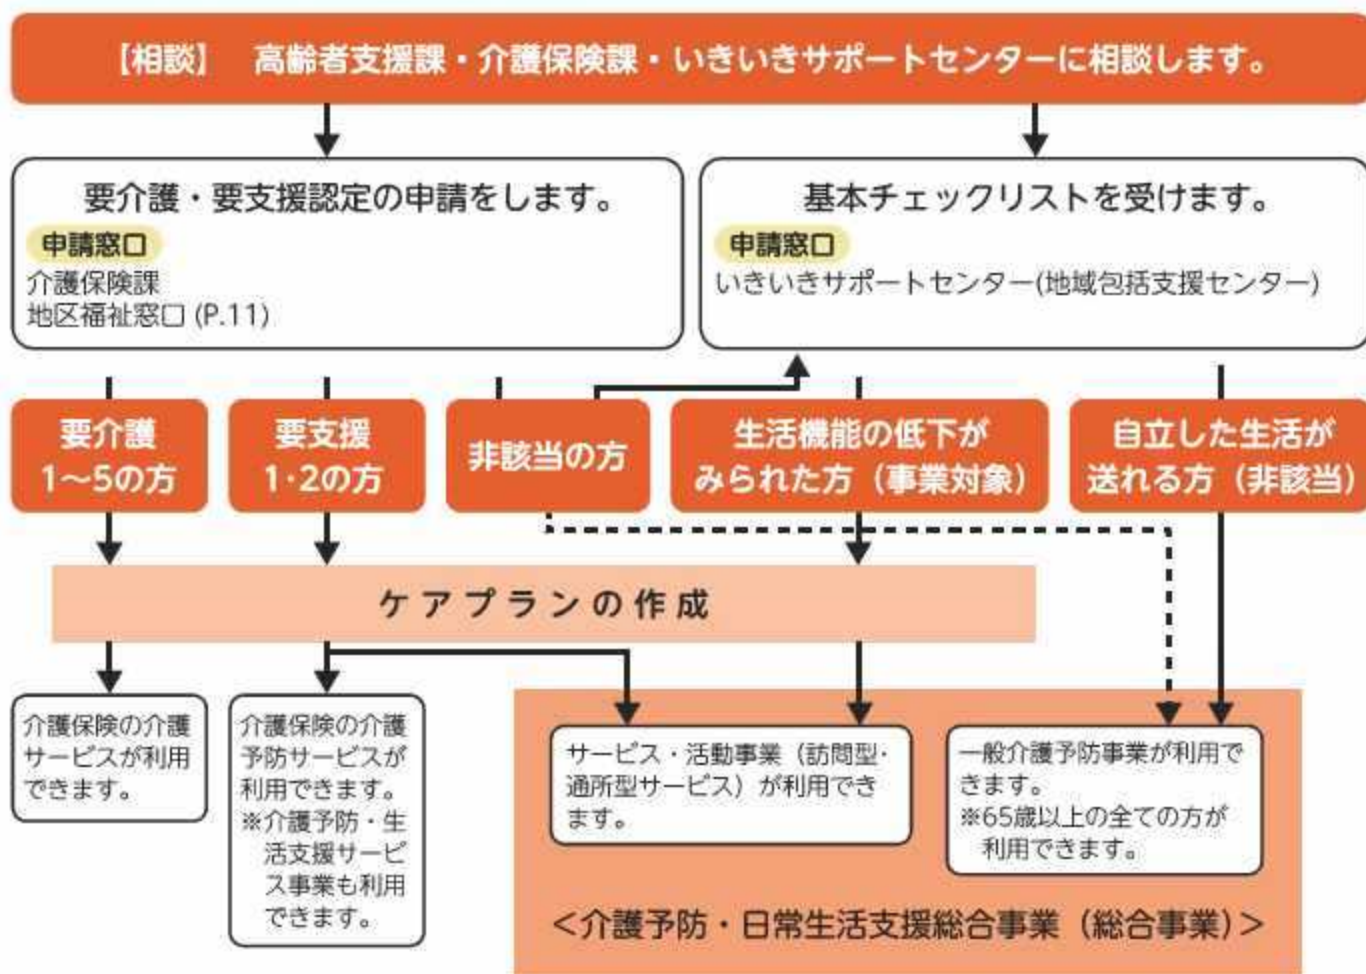 【相談】 高齢者支援課・介護保険課・いきいきサポートセンターに相談します。
要介護・要支援認定の申請をします。
申請窓口
介護保険課
地区福祉窓口 (P.11)
基本チェックリストを受けます。
申請窓口
いきいきサポートセンター(地域包括支援センター)
要介護
1～5の方
要支援
1・2の方
非該当の方
生活機能の低下が
みられた方（事業対象）
自立した生活が
送れる方（非該当）
ケアプランの作成
介護保険の介護
サービスが利用
できます。
介護保険の介護
予防サービスが
利用できます。
※介護予防・生
活支援サービ
ス事業も利用
できます。
サービス・活動事業（訪問型・
通所型サービス）が利用でき
ます。
一般介護予防事業が利用で
きます。
※65歳以上の全ての方が
利用できます。
＜介護予防・日常生活支援総合事業（総合事業）＞